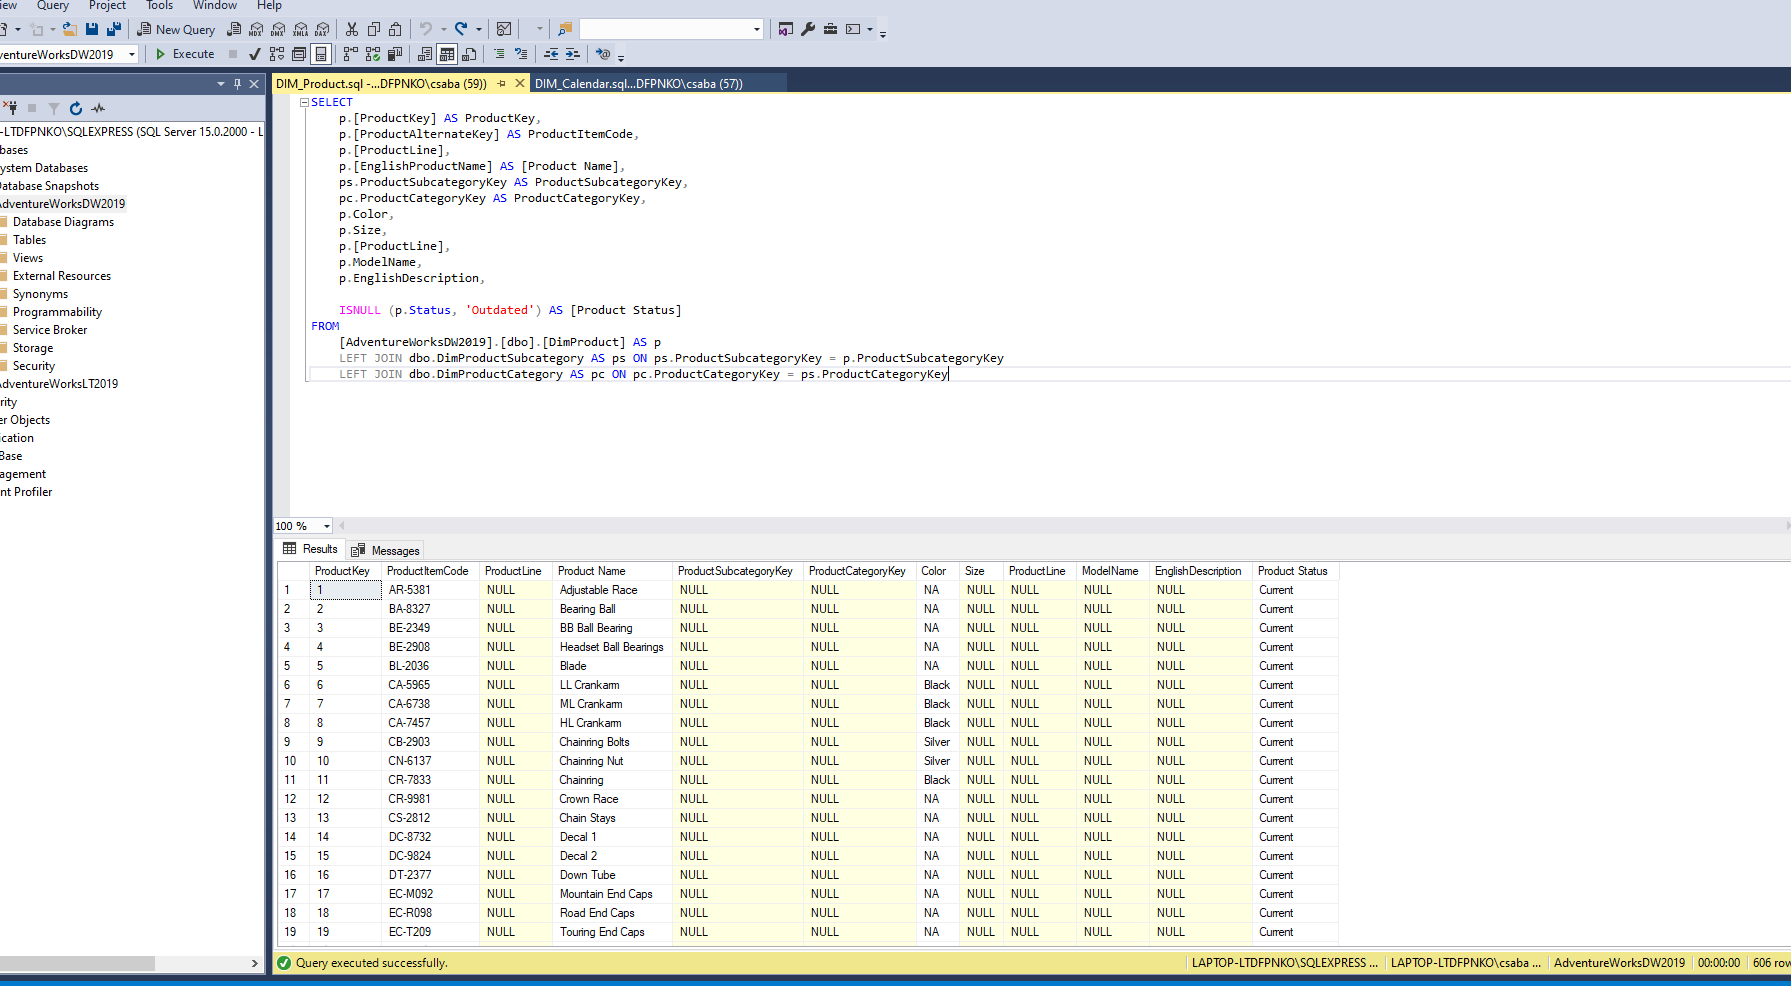 iew Query Project Tools Window Help
New Query MDX DMX XMLA DAX
ventureWorksDW2019 Execute
DIM_Product.sql -...DFPNKO\csaba (59)) DIM_Calendar.sql...DFPNKO\csaba (57))
-LTDFPNKO\SQLEXPRESS (SQL Server 15.0.2000 - L
bases
ystem Databases
atabase Snapshots
AdventureWorksDW2019
Database Diagrams
Tables
Views
External Resources
Synonyms
Programmability
Service Broker
Storage
Security
AdventureWorksLT2019
rity
er Objects
ication
Base
agement
nt Profiler
SELECT
p.[ProductKey] AS ProductKey,
p.[ProductAlternateKey] AS ProductItemCode,
p.[ProductLine],
p.[EnglishProductName] AS [Product Name],
ps.ProductSubcategoryKey AS ProductSubcategoryKey,
pc.ProductCategoryKey AS ProductCategoryKey,
p.Color,
p.Size,
p.[ProductLine],
p.ModelName,
p.EnglishDescription,
ISNULL (p.Status, 'Outdated') AS [Product Status]
FROM
[AdventureWorksDW2019].[dbo].[DimProduct] AS p
LEFT JOIN dbo.DimProductSubcategory AS ps ON ps.ProductSubcategoryKey = p.ProductSubcategoryKey
LEFT JOIN dbo.DimProductCategory AS pc ON pc.ProductCategoryKey = ps.ProductCategoryKey
100 %
Results Messages
ProductKey ProductItemCode ProductLine Product Name ProductSubcategoryKey ProductCategoryKey Color Size ProductLine ModelName EnglishDescription Product Status
1 1 AR-5381 NULL Adjustable Race NULL NULL NA NULL NULL NULL NULL Current
2 2 BA-8327 NULL Bearing Ball NULL NULL NA NULL NULL NULL NULL Current
3 3 BE-2349 NULL BB Ball Bearing NULL NULL NA NULL NULL NULL NULL Current
4 4 BE-2908 NULL Headset Ball Bearings NULL NULL NA NULL NULL NULL NULL Current
5 5 BL-2036 NULL Blade NULL NULL NA NULL NULL NULL NULL Current
6 6 CA-5965 NULL LL Crankarm NULL NULL Black NULL NULL NULL NULL Current
7 7 CA-6738 NULL ML Crankarm NULL NULL Black NULL NULL NULL NULL Current
8 8 CA-7457 NULL HL Crankarm NULL NULL Black NULL NULL NULL NULL Current
9 9 CB-2903 NULL Chainring Bolts NULL NULL Silver NULL NULL NULL NULL Current
10 10 CN-6137 NULL Chainring Nut NULL NULL Silver NULL NULL NULL NULL Current
11 11 CR-7833 NULL Chainring NULL NULL Black NULL NULL NULL NULL Current
12 12 CR-9981 NULL Crown Race NULL NULL NA NULL NULL NULL NULL Current
13 13 CS-2812 NULL Chain Stays NULL NULL NA NULL NULL NULL NULL Current
14 14 DC-8732 NULL Decal 1 NULL NULL NA NULL NULL NULL NULL Current
15 15 DC-9824 NULL Decal 2 NULL NULL NA NULL NULL NULL NULL Current
16 16 DT-2377 NULL Down Tube NULL NULL NA NULL NULL NULL NULL Current
17 17 EC-M092 NULL Mountain End Caps NULL NULL NA NULL NULL NULL NULL Current
18 18 EC-R098 NULL Road End Caps NULL NULL NA NULL NULL NULL NULL Current
19 19 EC-T209 NULL Touring End Caps NULL NULL NA NULL NULL NULL NULL Current
Query executed successfully. LAPTOP-LTDFPNKO\SQLEXPRESS ... LAPTOP-LTDFPNKO\csaba ... AdventureWorksDW2019 00:00:00 606 row